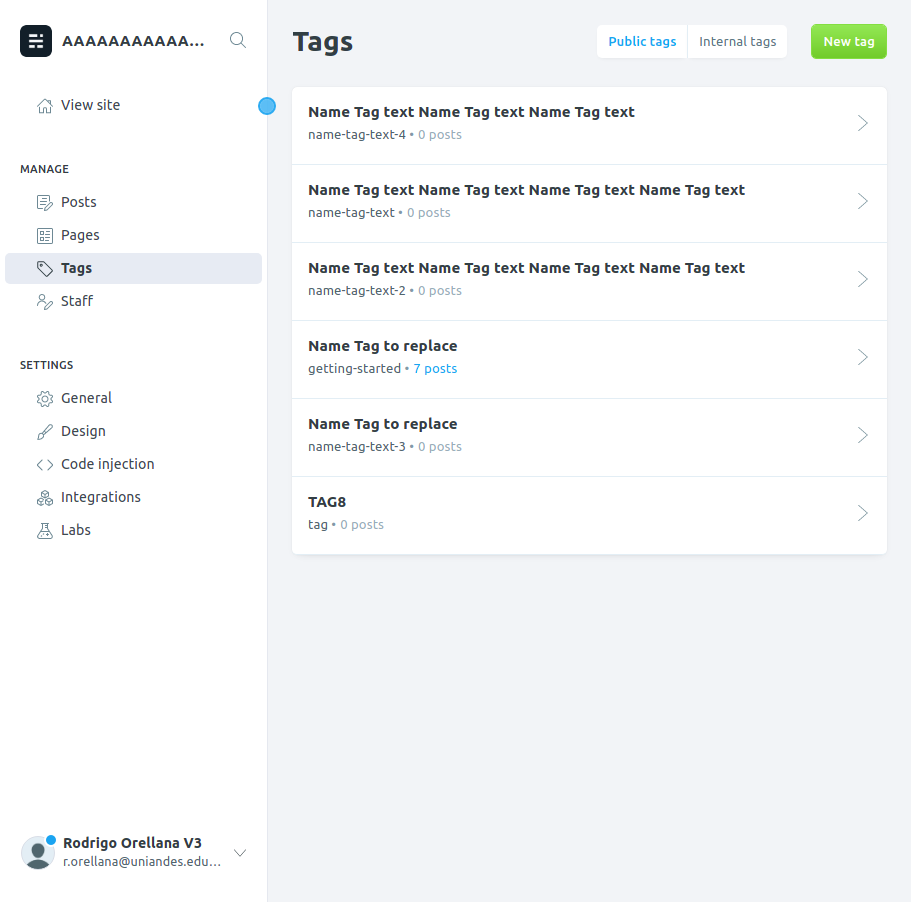 AAAAAAAAAAA...
View site
MANAGE
Posts
Pages
Tags
Staff
SETTINGS
General
Design
Code injection
Integrations
Labs
Rodrigo Orellana V3
r.orellana@uniandes.edu...
Tags
Public tags
Internal tags
New tag
Name Tag text Name Tag text Name Tag text
name-tag-text-4 • 0 posts
Name Tag text Name Tag text Name Tag text Name Tag text
name-tag-text • 0 posts
Name Tag text Name Tag text Name Tag text Name Tag text
name-tag-text-2 • 0 posts
Name Tag to replace
getting-started • 7 posts
Name Tag to replace
name-tag-text-3 • 0 posts
TAG8
tag • 0 posts